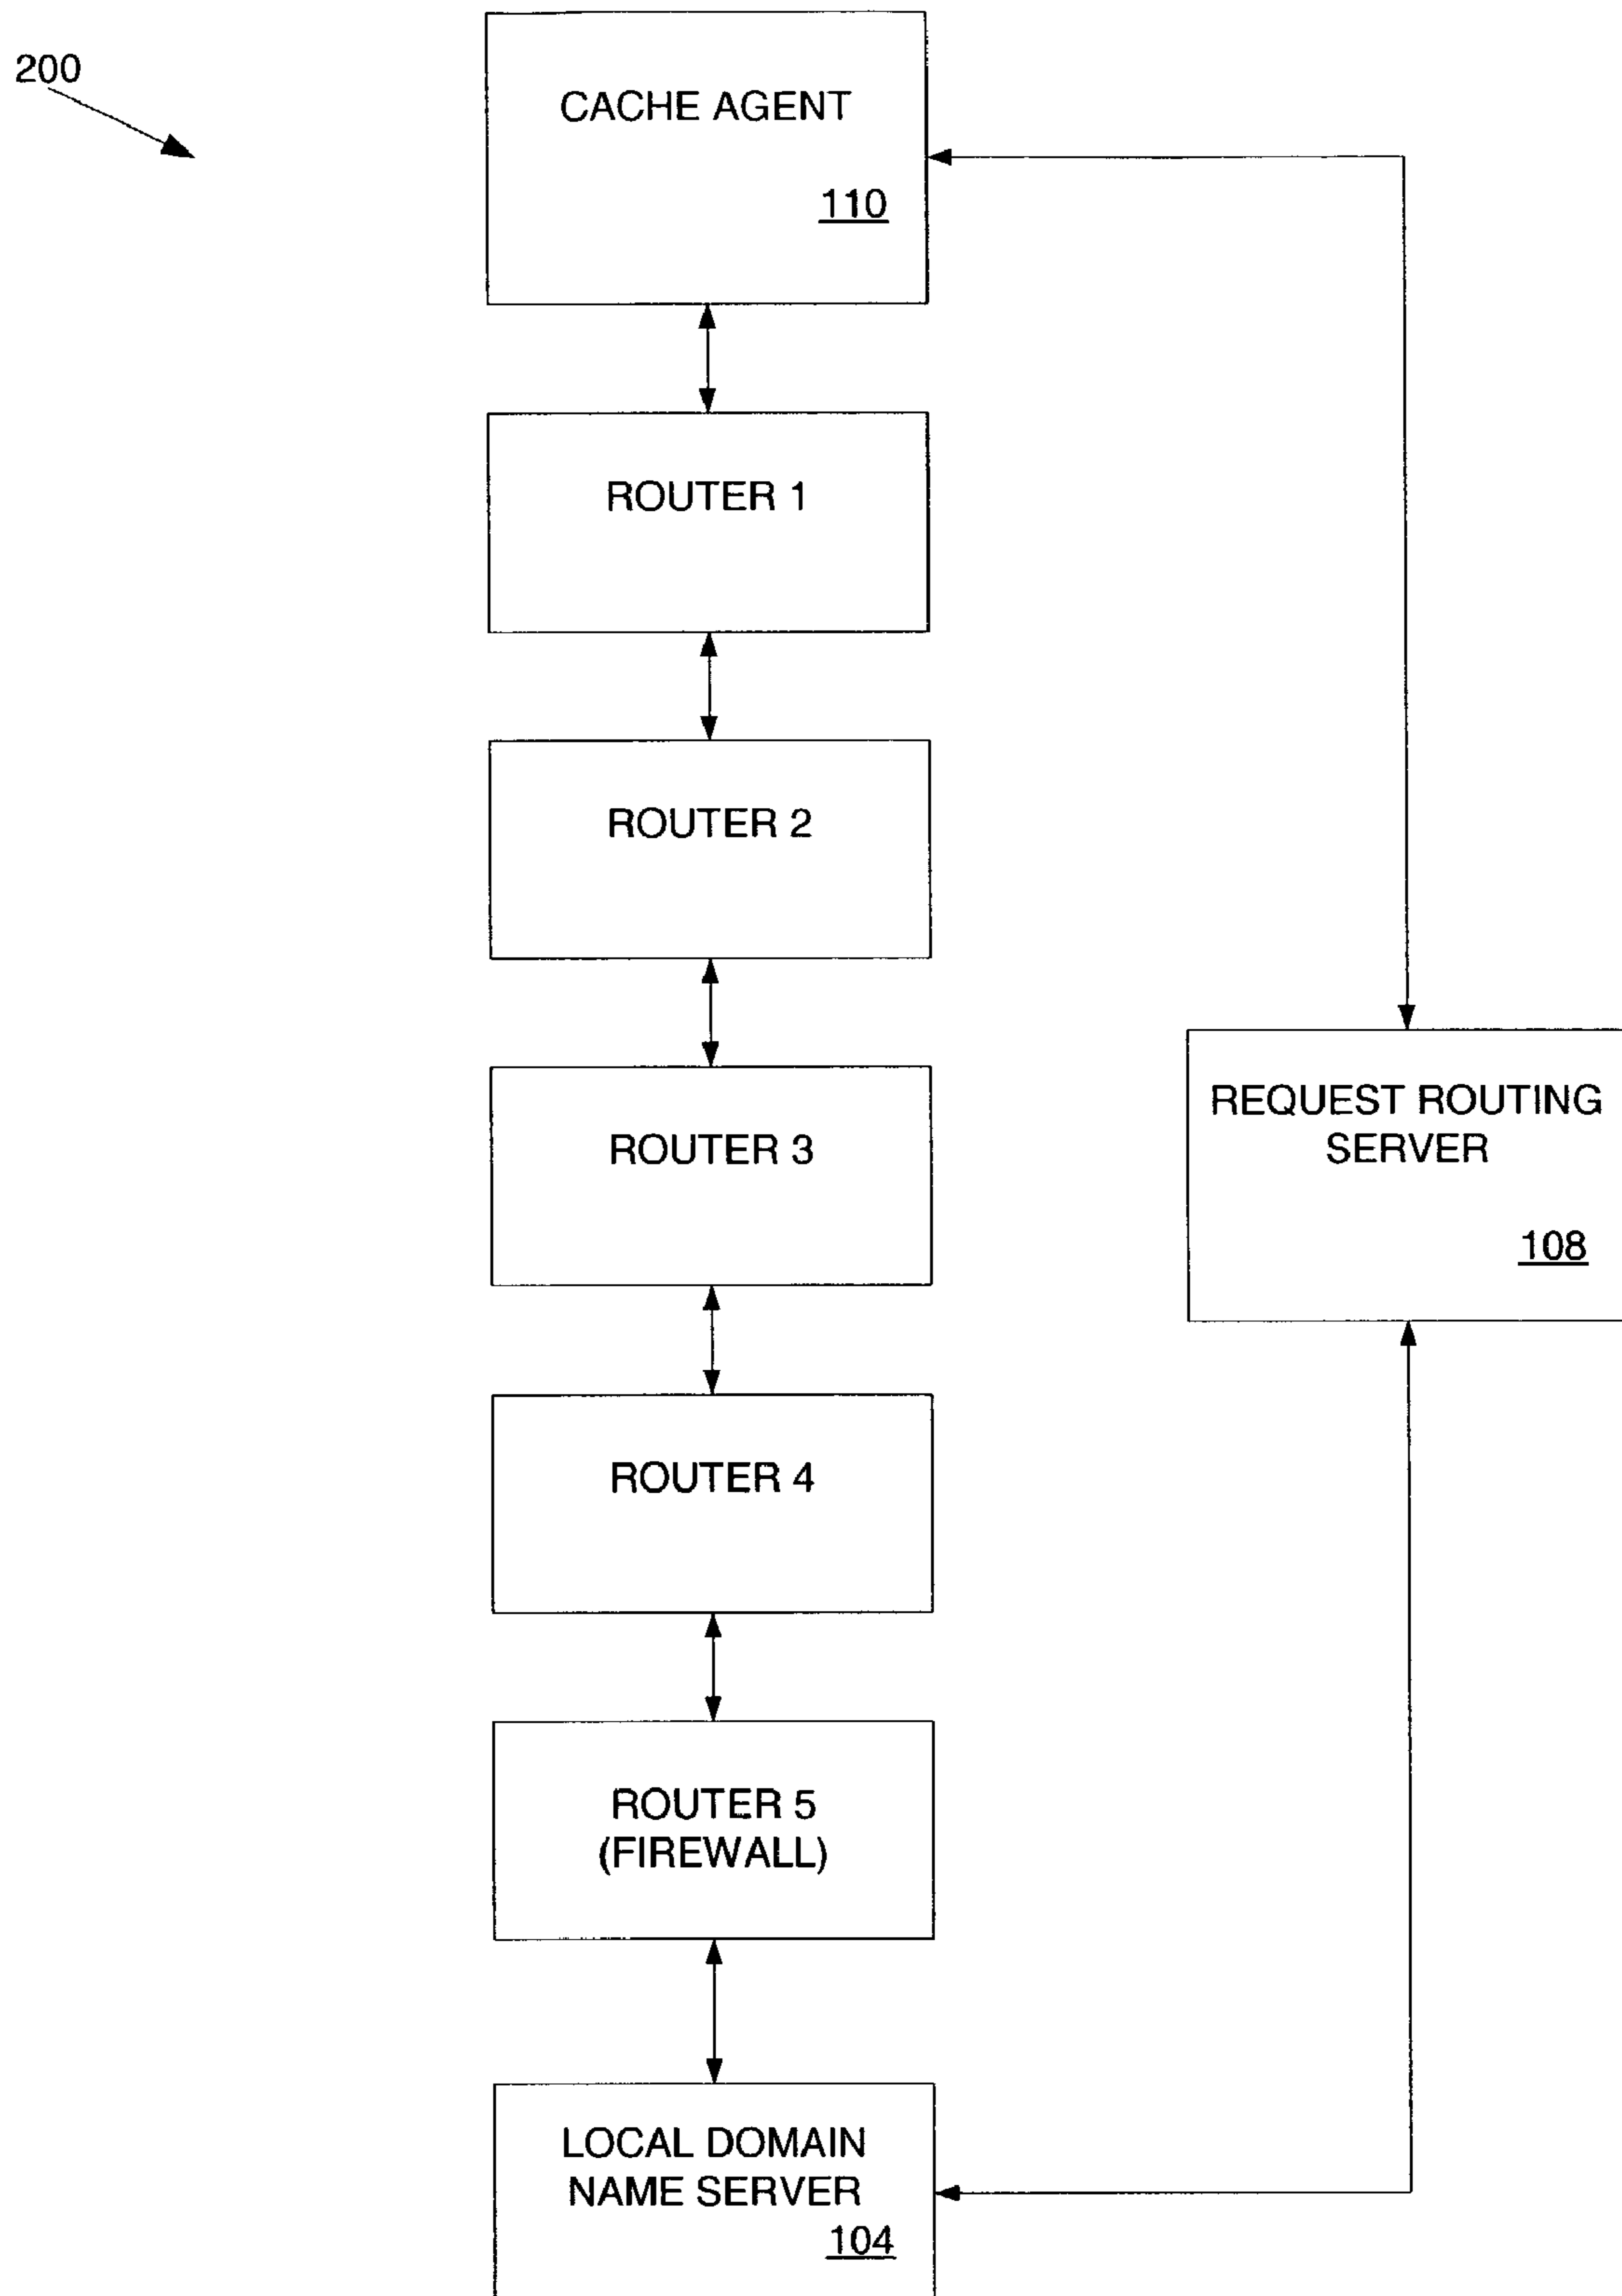 200
CACHE AGENT
110
ROUTER 1
ROUTER 2
ROUTER 3
REQUEST ROUTING
SERVER
108
ROUTER 4
ROUTER 5
(FIREWALL)
LOCAL DOMAIN
NAME SERVER
104